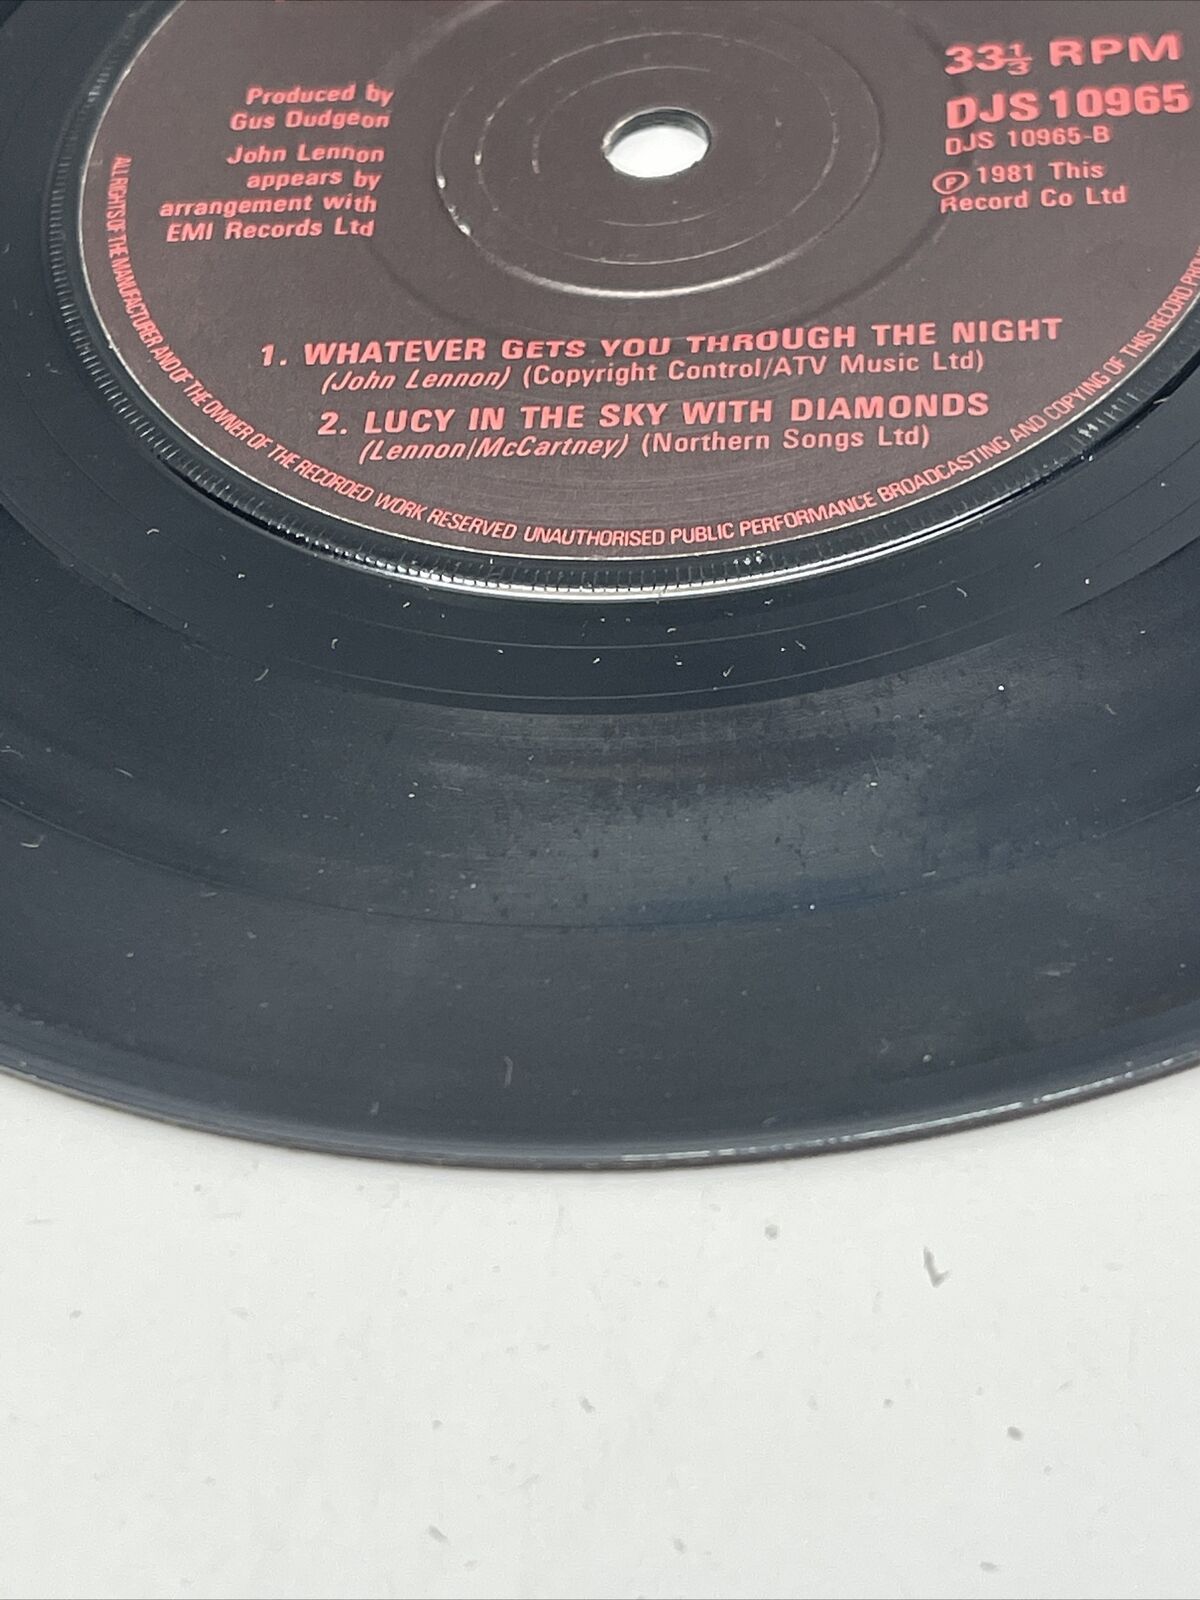 Produced by
Gus Dudgeon
John Lennon
appears by
arrangement with
EMI Records Ltd
33⅓ RPM
DJS 10965
DJS 10965-B
Ⓟ 1981 This
Record Co Ltd
1. WHATEVER GETS YOU THROUGH THE NIGHT
(John Lennon) (Copyright Control/ATV Music Ltd)
2. LUCY IN THE SKY WITH DIAMONDS
(Lennon/McCartney) (Northern Songs Ltd)
ALL RIGHTS OF THE MANUFACTURER AND OF THE OWNER OF THE RECORDED WORK RESERVED UNAUTHORISED PUBLIC PERFORMANCE BROADCASTING AND COPYING OF THIS RECORD